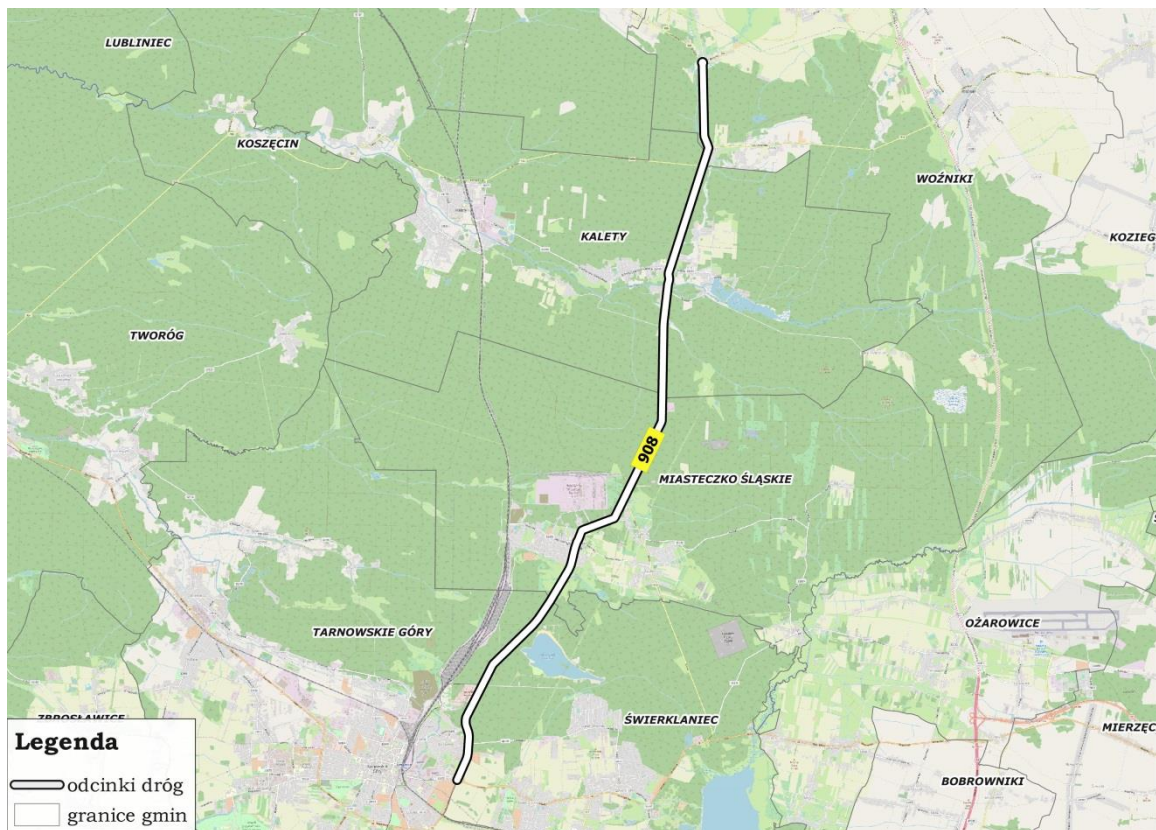 LUBLINIEC
KOSZĘCIN
WOŹNIKI
KALETY
KOZIEG
TWORÓG
908
MIASTECZKO ŚLĄSKIE
OŻAROWICE
TARNOWSKIE GÓRY
ŚWIERKLANIEC
ZBROSŁAWICE
MIERZĘC
BOBROWNIKI
Legenda
odcinki dróg
granice gmin